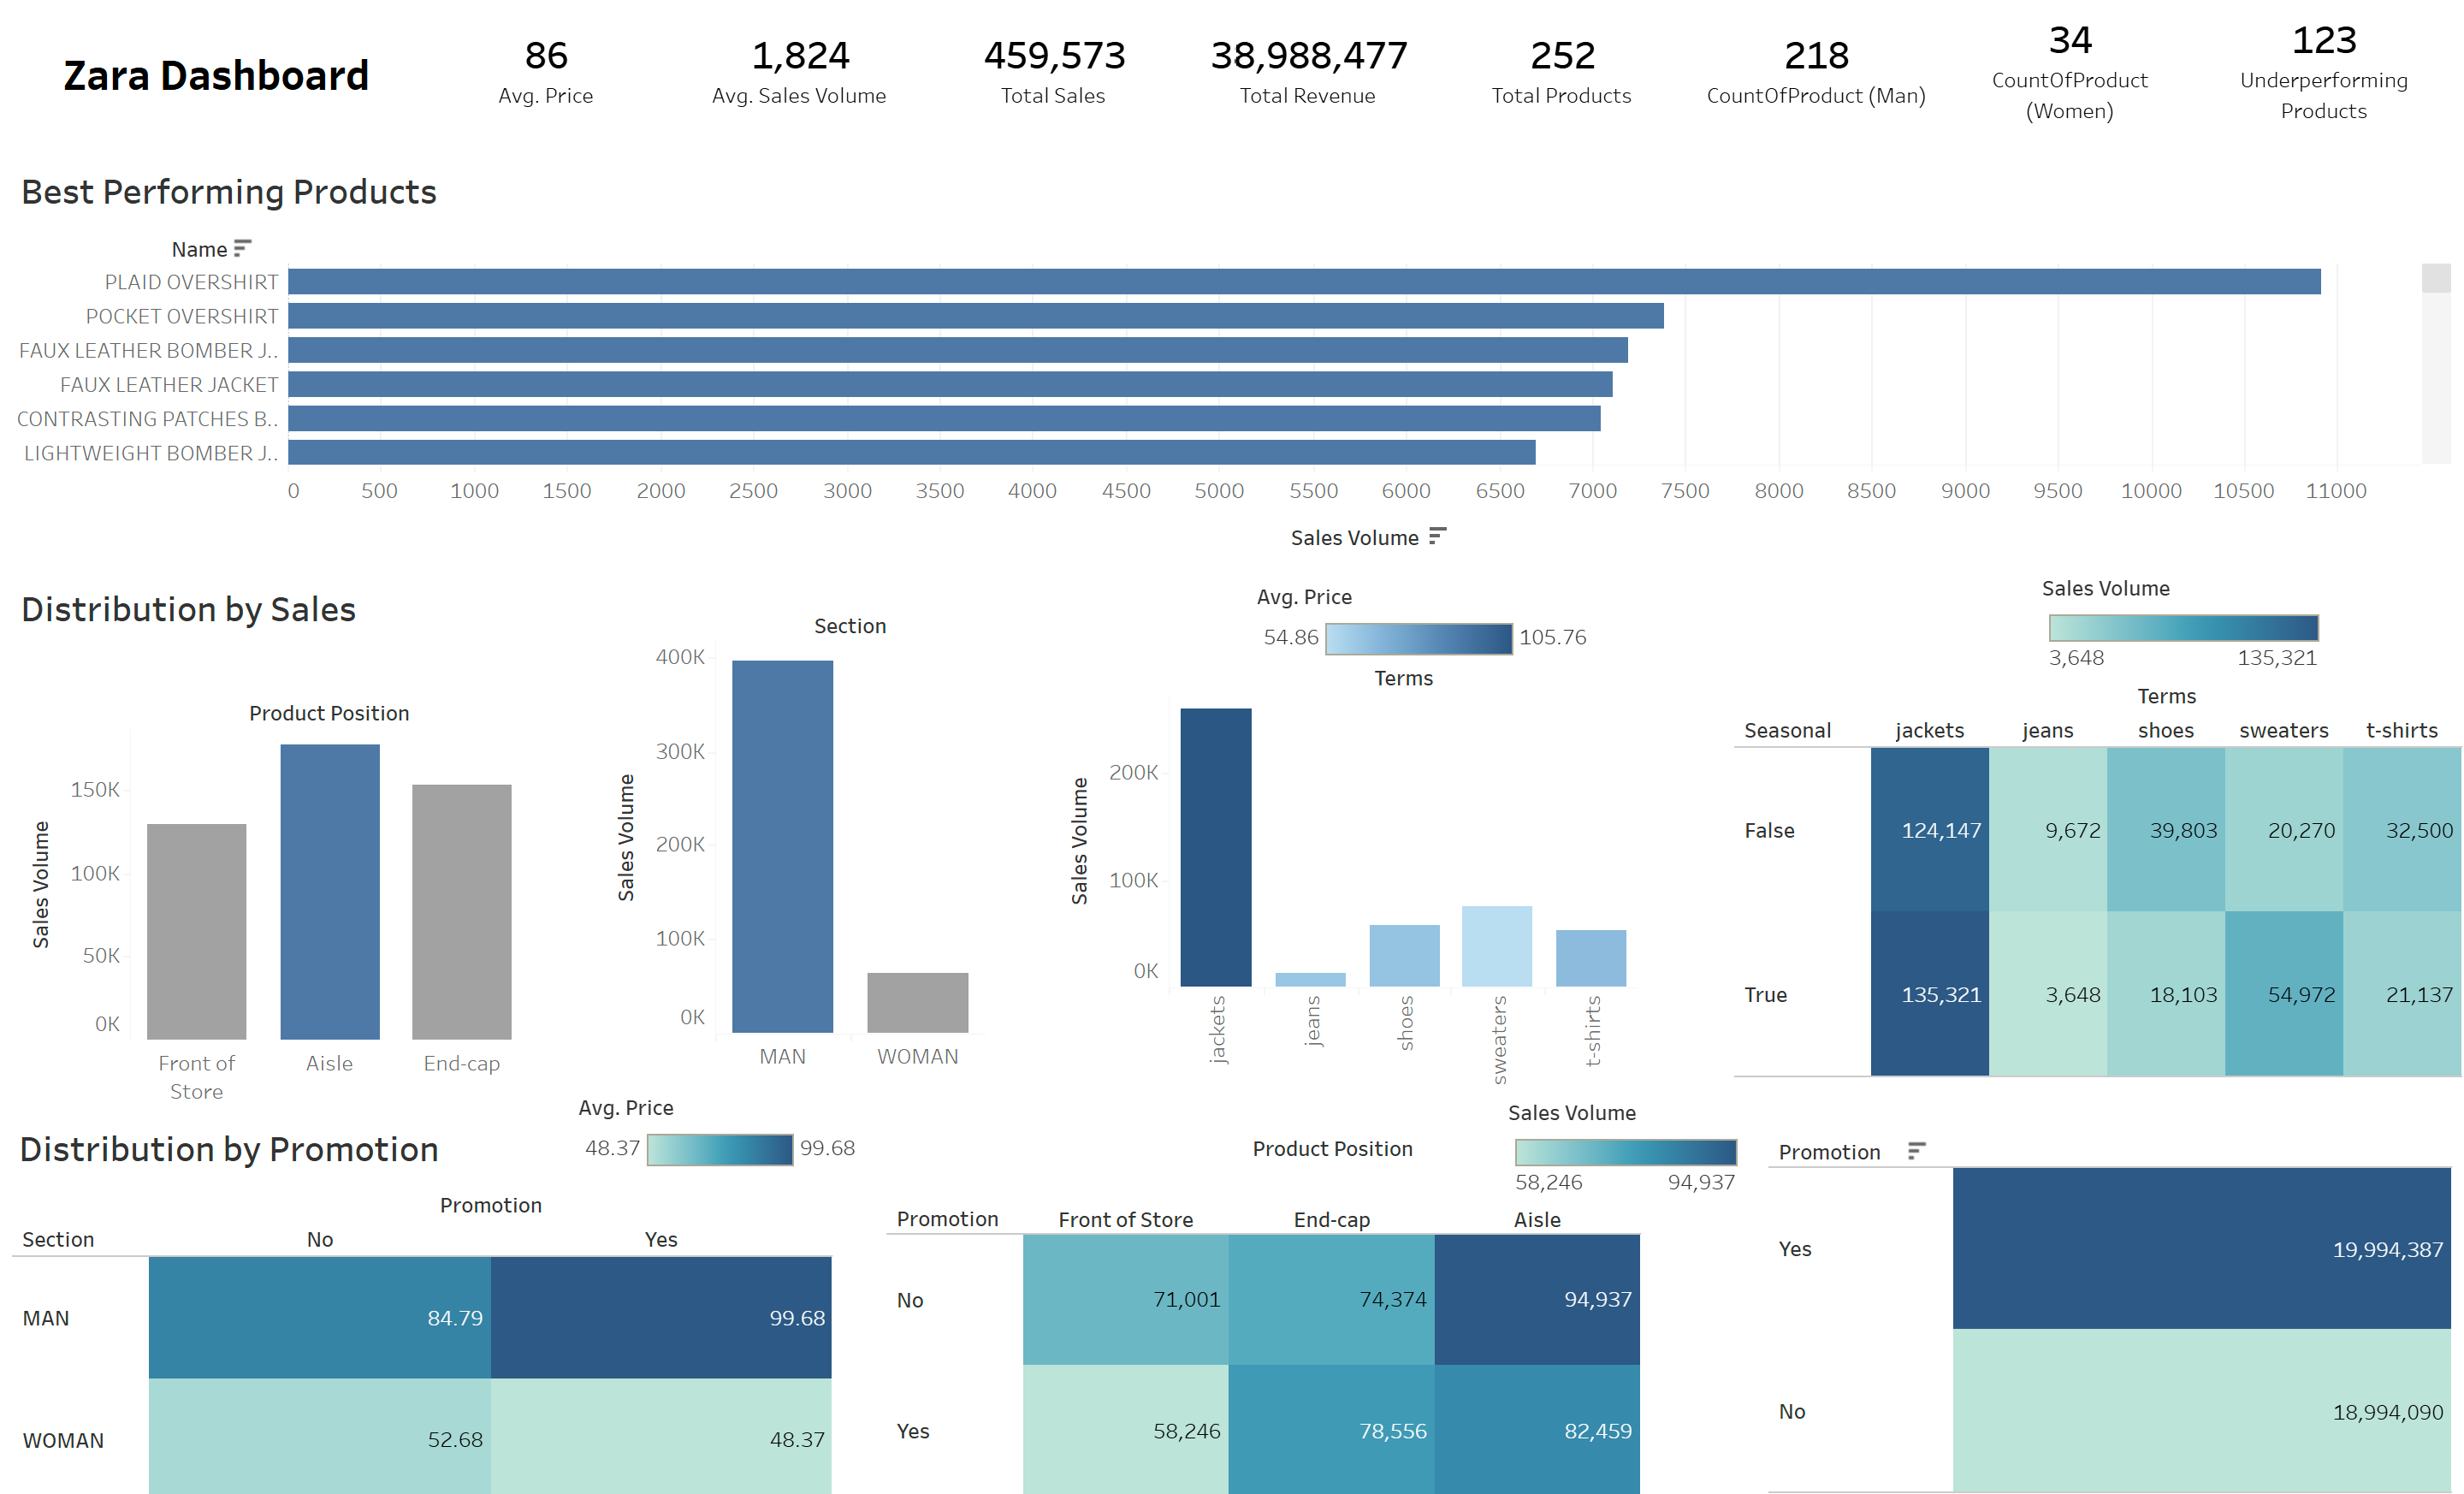 Zara Dashboard
86
Avg. Price
1,824
Avg. Sales Volume
459,573
Total Sales
38,988,477
Total Revenue
252
Total Products
218
CountOfProduct (Man)
34
CountOfProduct
(Women)
123
Underperforming
Products
Best Performing Products
Name
PLAID OVERSHIRT
POCKET OVERSHIRT
FAUX LEATHER BOMBER J..
FAUX LEATHER JACKET
CONTRASTING PATCHES B..
LIGHTWEIGHT BOMBER J..
0 500 1000 1500 2000 2500 3000 3500 4000 4500 5000 5500 6000 6500 7000 7500 8000 8500 9000 9500 10000 10500 11000
Sales Volume
Distribution by Sales
Product Position
Sales Volume
150K
100K
50K
0K
Front of
Store
Aisle
End-cap
Section
Sales Volume
400K
300K
200K
100K
0K
MAN
WOMAN
Avg. Price
54.86 105.76
Terms
Sales Volume
200K
100K
0K
jackets
jeans
shoes
sweaters
t-shirts
Sales Volume
3,648 135,321
Terms
Seasonal jackets jeans shoes sweaters t-shirts
False 124,147 9,672 39,803 20,270 32,500
True 135,321 3,648 18,103 54,972 21,137
Distribution by Promotion
Avg. Price
48.37 99.68
Promotion
Section No Yes
MAN 84.79 99.68
WOMAN 52.68 48.37
Product Position
Sales Volume
58,246 94,937
Promotion Front of Store End-cap Aisle
No 71,001 74,374 94,937
Yes 58,246 78,556 82,459
Promotion
Yes 19,994,387
No 18,994,090